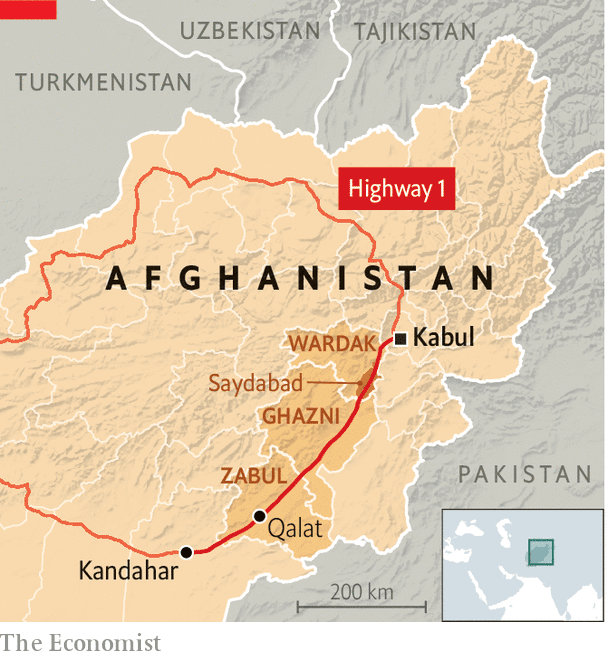 UZBEKISTAN
TAJIKISTAN
TURKMENISTAN
Highway 1
AFGHANISTAN
WARDAK
Kabul
Saydabad
GHAZNI
ZABUL
PAKISTAN
Qalat
Kandahar
200 km
The Economist